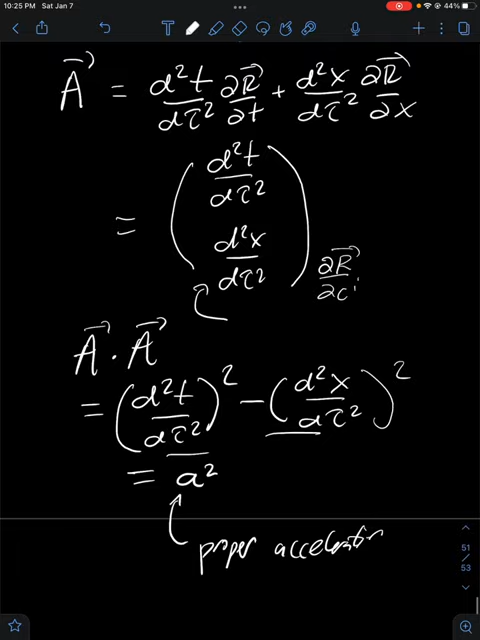 10:25 PM Sat Jan 7 44%
A⃗ = d²t/dτ² ∂R⃗/∂t + d²x/dτ² ∂R⃗/∂x
= ( d²t/dτ²
d²x/dτ² ) ∂R⃗/∂cⁱ
A⃗ · A⃗
= (d²t/dτ²)² − (d²x/dτ²)²
= a²
proper acceleration
51
/
53